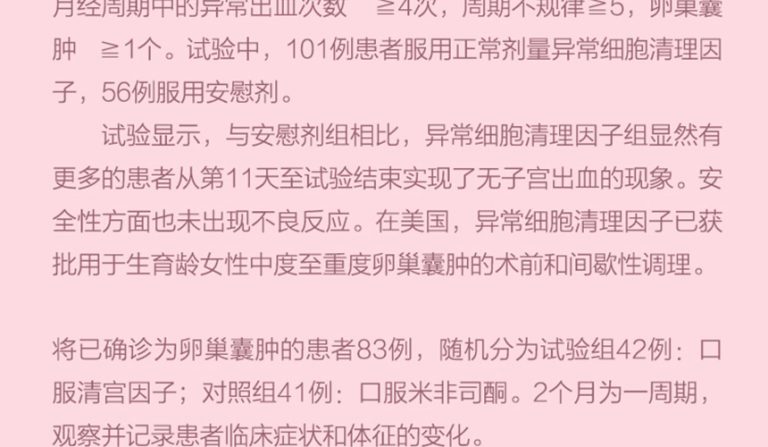 月经周期中的异常出血次数　≧4次，周期不规律≧5，卵巢囊
肿　≧1个。试验中，101例患者服用正常剂量异常细胞清理因
子，56例服用安慰剂。
试验显示，与安慰剂组相比，异常细胞清理因子组显然有
更多的患者从第11天至试验结束实现了无子宫出血的现象。安
全性方面也未出现不良反应。在美国，异常细胞清理因子已获
批用于生育龄女性中度至重度卵巢囊肿的术前和间歇性调理。
将已确诊为卵巢囊肿的患者83例，随机分为试验组42例：口
服清宫因子；对照组41例：口服米非司酮。2个月为一周期，
观察并记录患者临床症状和体征的变化。